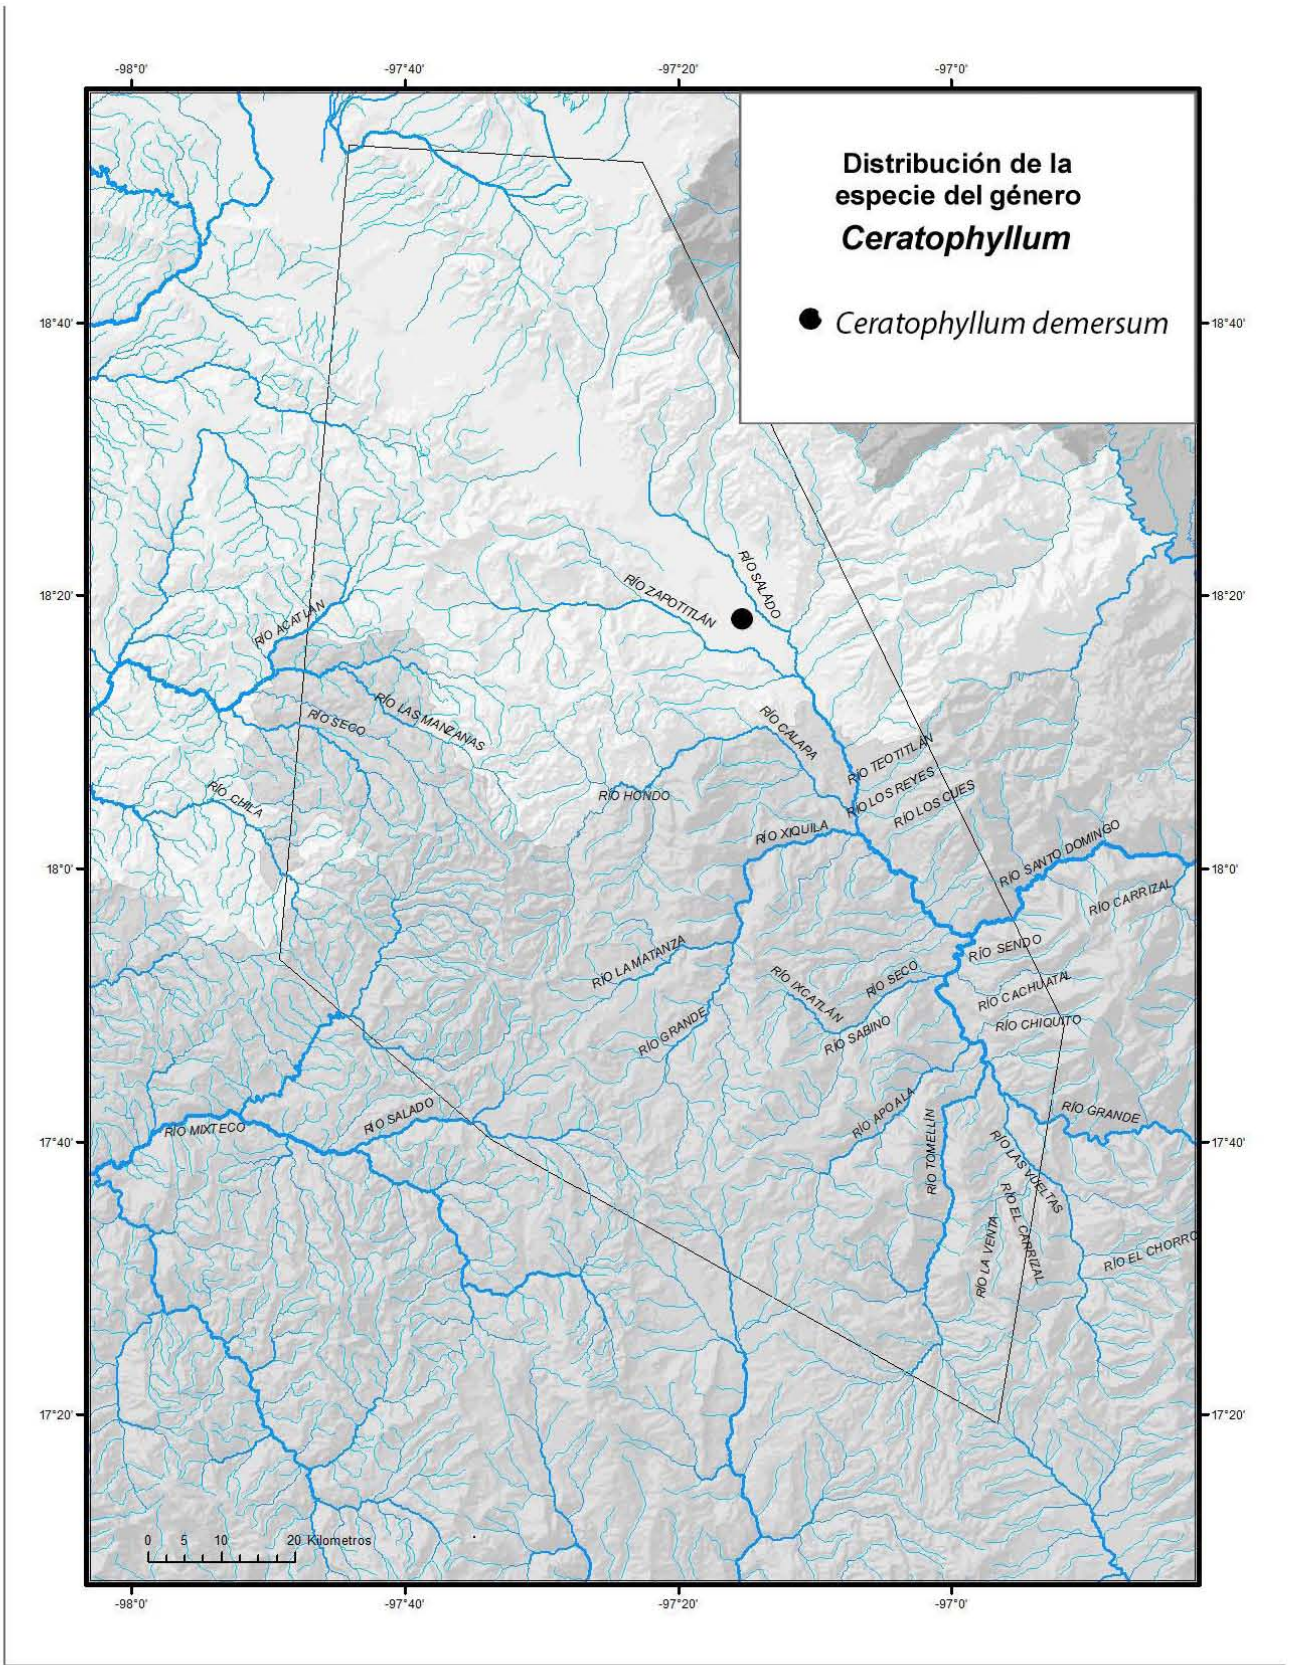 -98°0'
-97°40'
-97°20'
-97°0'
Distribución de la
especie del género
Ceratophyllum
Ceratophyllum demersum
18°40'
18°40'
18°20'
18°20'
18°0'
18°0'
17°40'
17°40'
17°20'
17°20'
RÍO SALADO
RÍO ZAPOTITLÁN
RÍO ACATLÁN
RÍO LAS MANZANAS
RÍO SECO
RÍO CALAPA
RÍO TEOTITLÁN
RÍO LOS REYES
RÍO LOS CUES
RÍO CHILA
RÍO HONDO
RÍO XIQUILA
RÍO SANTO DOMINGO
RÍO CARRIZAL
RÍO SENDO
RÍO LA MATANZA
RÍO IXCATLÁN
RÍO SECO
RÍO CACHUATAL
RÍO CHIQUITO
RÍO GRANDE
RÍO SABINO
RÍO APOALA
RÍO GRANDE
RÍO SALADO
RÍO MIXTECO
RÍO TOMELLÍN
RÍO LAS VUELTAS
RÍO EL CARRIZAL
RÍO LA VENTA
RÍO EL CHORRO
0 5 10 20 Kilometros
-98°0'
-97°40'
-97°20'
-97°0'